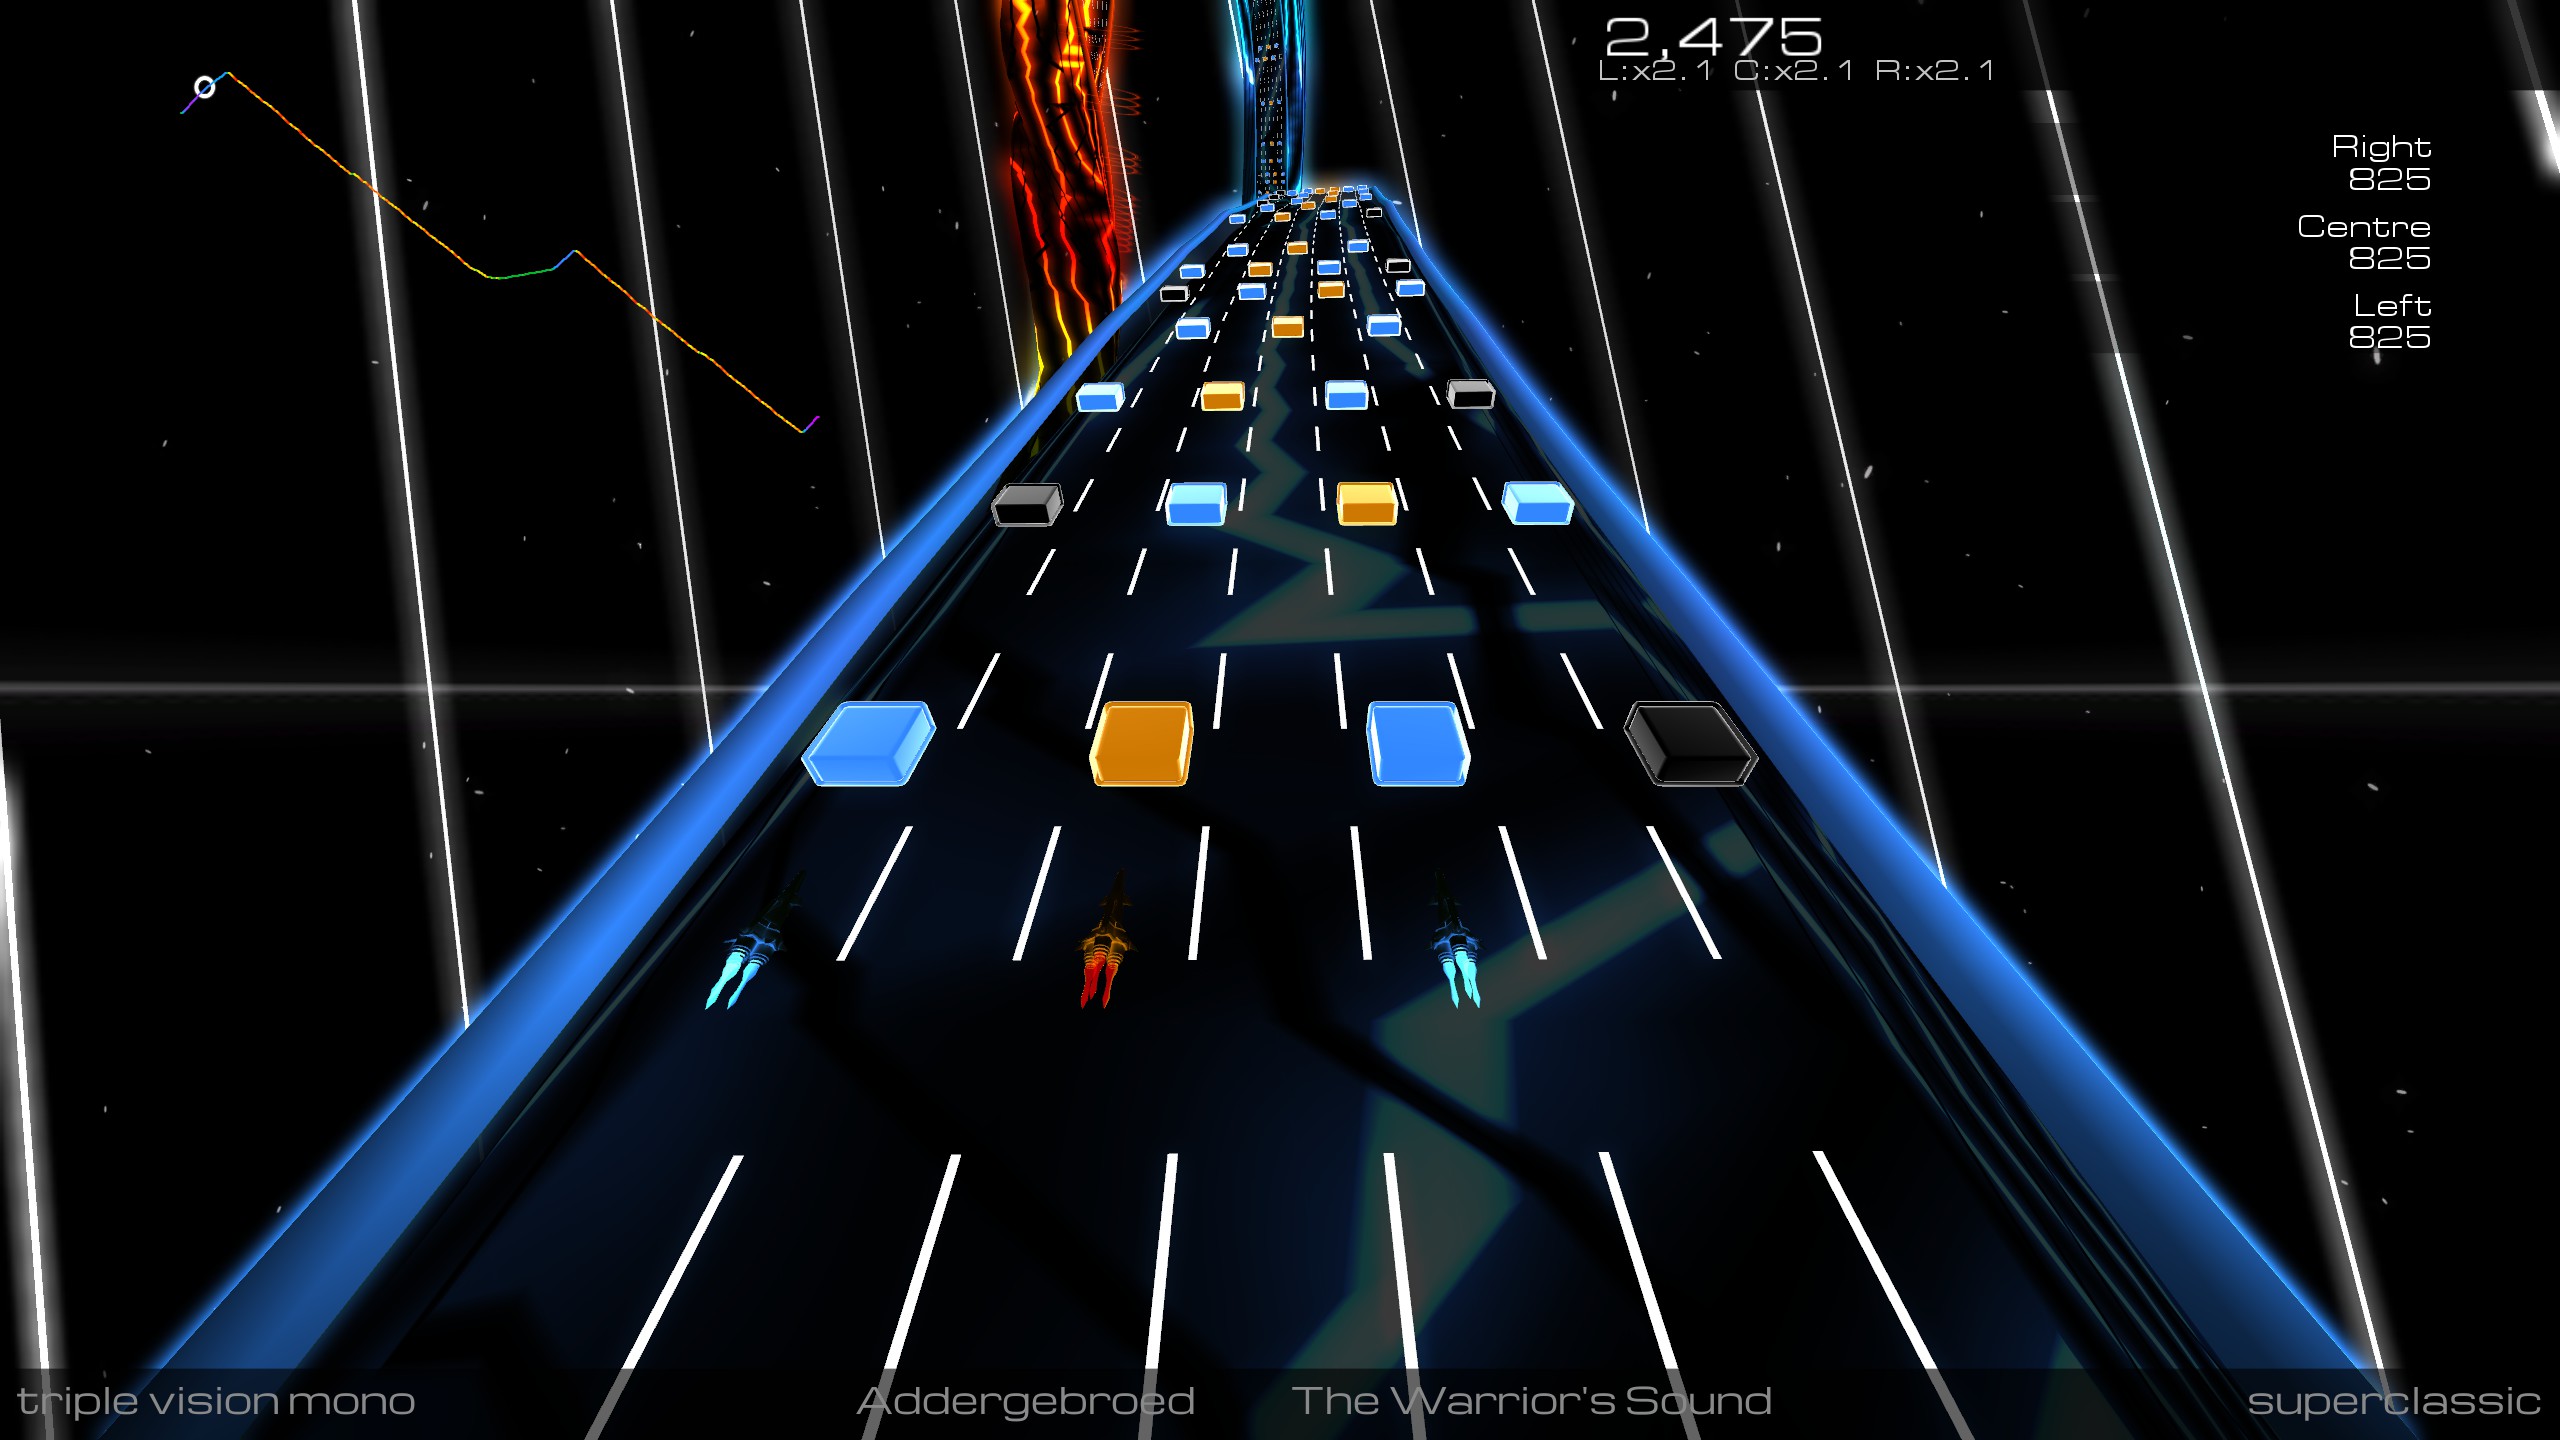 2,475
L:x2.1 C:x2.1 R:x2.1
Right
825
Centre
825
Left
825
triple vision mono Addergebroed The Warrior's Sound superclassic